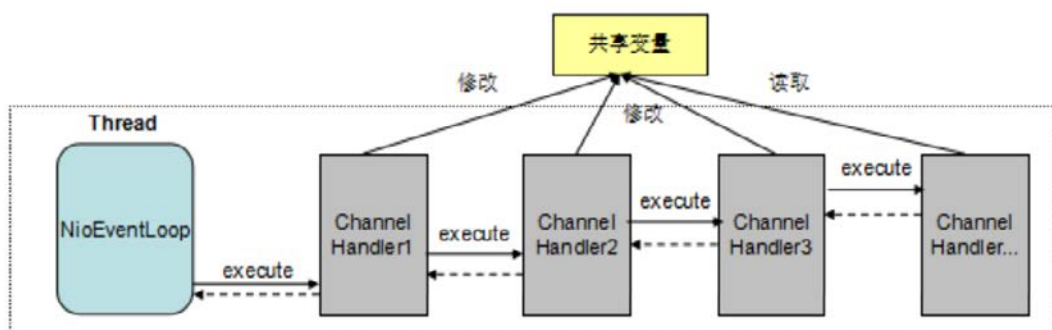 共享变量
修改
读取
修改
Thread
NioEventLoop
execute
Channel
Handler1
execute
Channel
Handler2
execute
Channel
Handler3
execute
Channel
Handler...